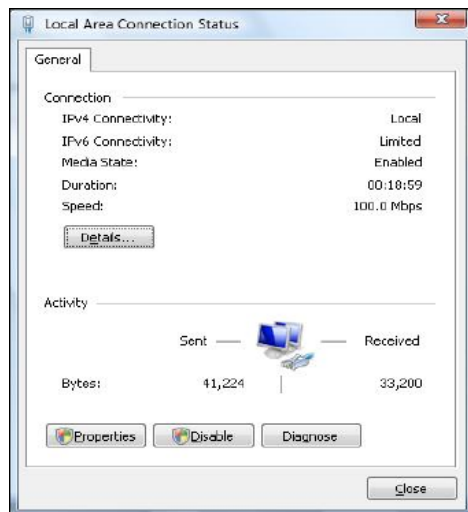 Local Area Connection Status
General
Connection
IPv4 Connectivity: Local
IPv6 Connectivity: Limited
Media State: Enabled
Duration: 00:18:59
Speed: 100.0 Mbps
Details...
Activity
Sent Received
Bytes: 41,224 33,200
Properties Disable Diagnose
Close